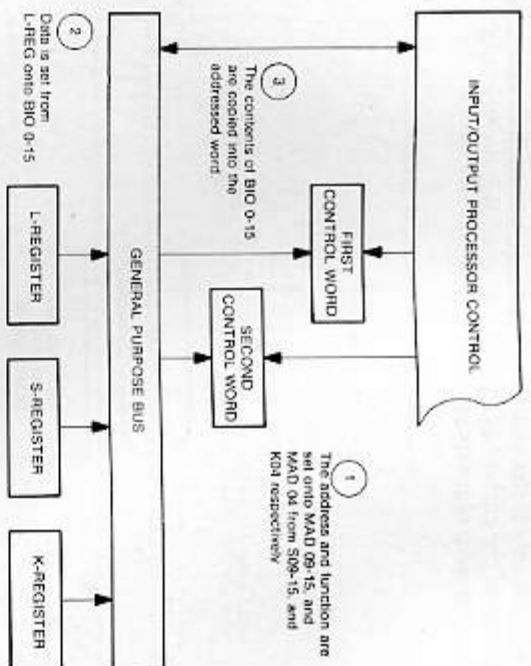 INPUT/OUTPUT PROCESSOR CONTROL
FIRST
CONTROL WORD
SECOND
CONTROL WORD
1
The address and function are
set onto MAD 09-15, and
MAD 04 from S09-15, and
K04 respectively
3
The contents of BIO 0-15
are copied into the
addressed word.
GENERAL PURPOSE BUS
2
Data is set from
L-REG onto BIO 0-15
L-REGISTER
S-REGISTER
K-REGISTER